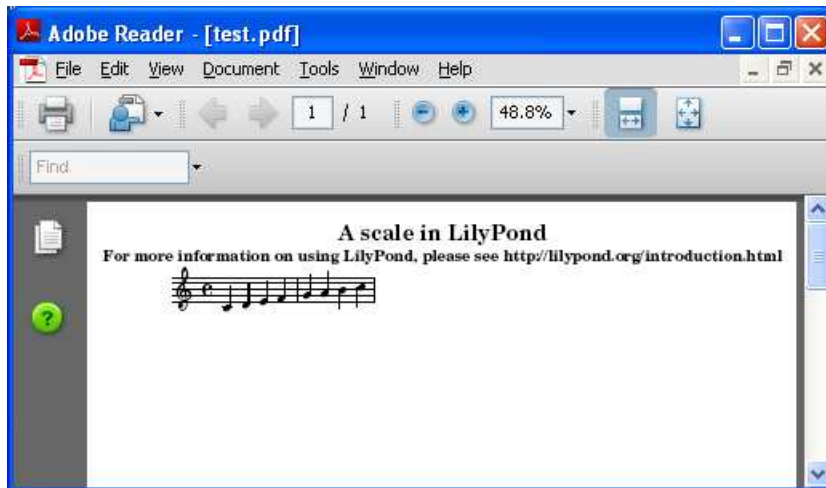 Adobe Reader - [test.pdf]
File Edit View Document Tools Window Help
1 / 1 48.8%
Find
A scale in LilyPond
For more information on using LilyPond, please see http://lilypond.org/introduction.html